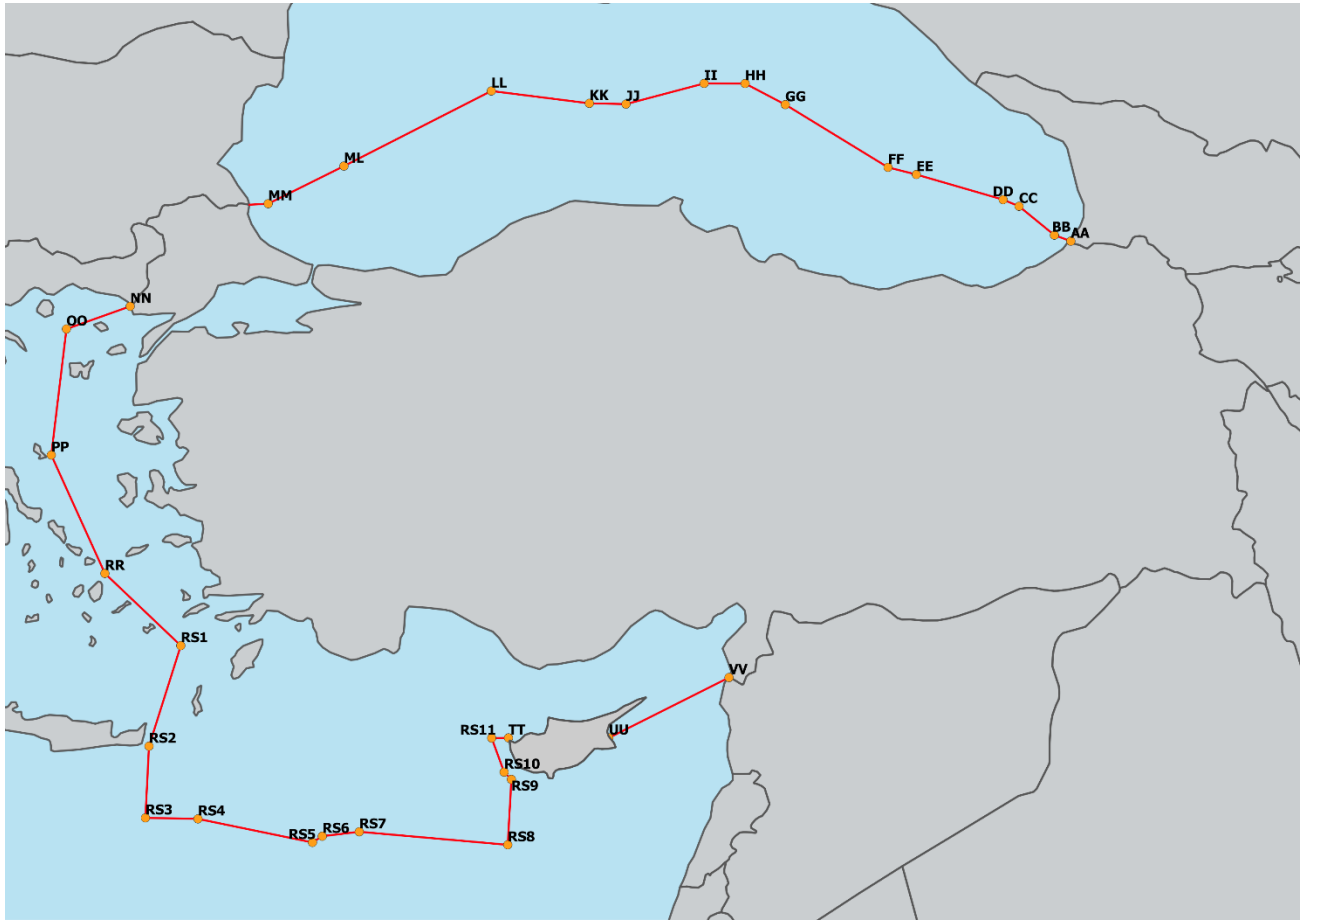 II
HH
LL
KK
JJ
GG
ML
FF
EE
MM
DD
CC
BB
AA
NN
OO
PP
RR
RS1
VV
RS11
TT
UU
RS2
RS10
RS9
RS3
RS4
RS7
RS6
RS5
RS8